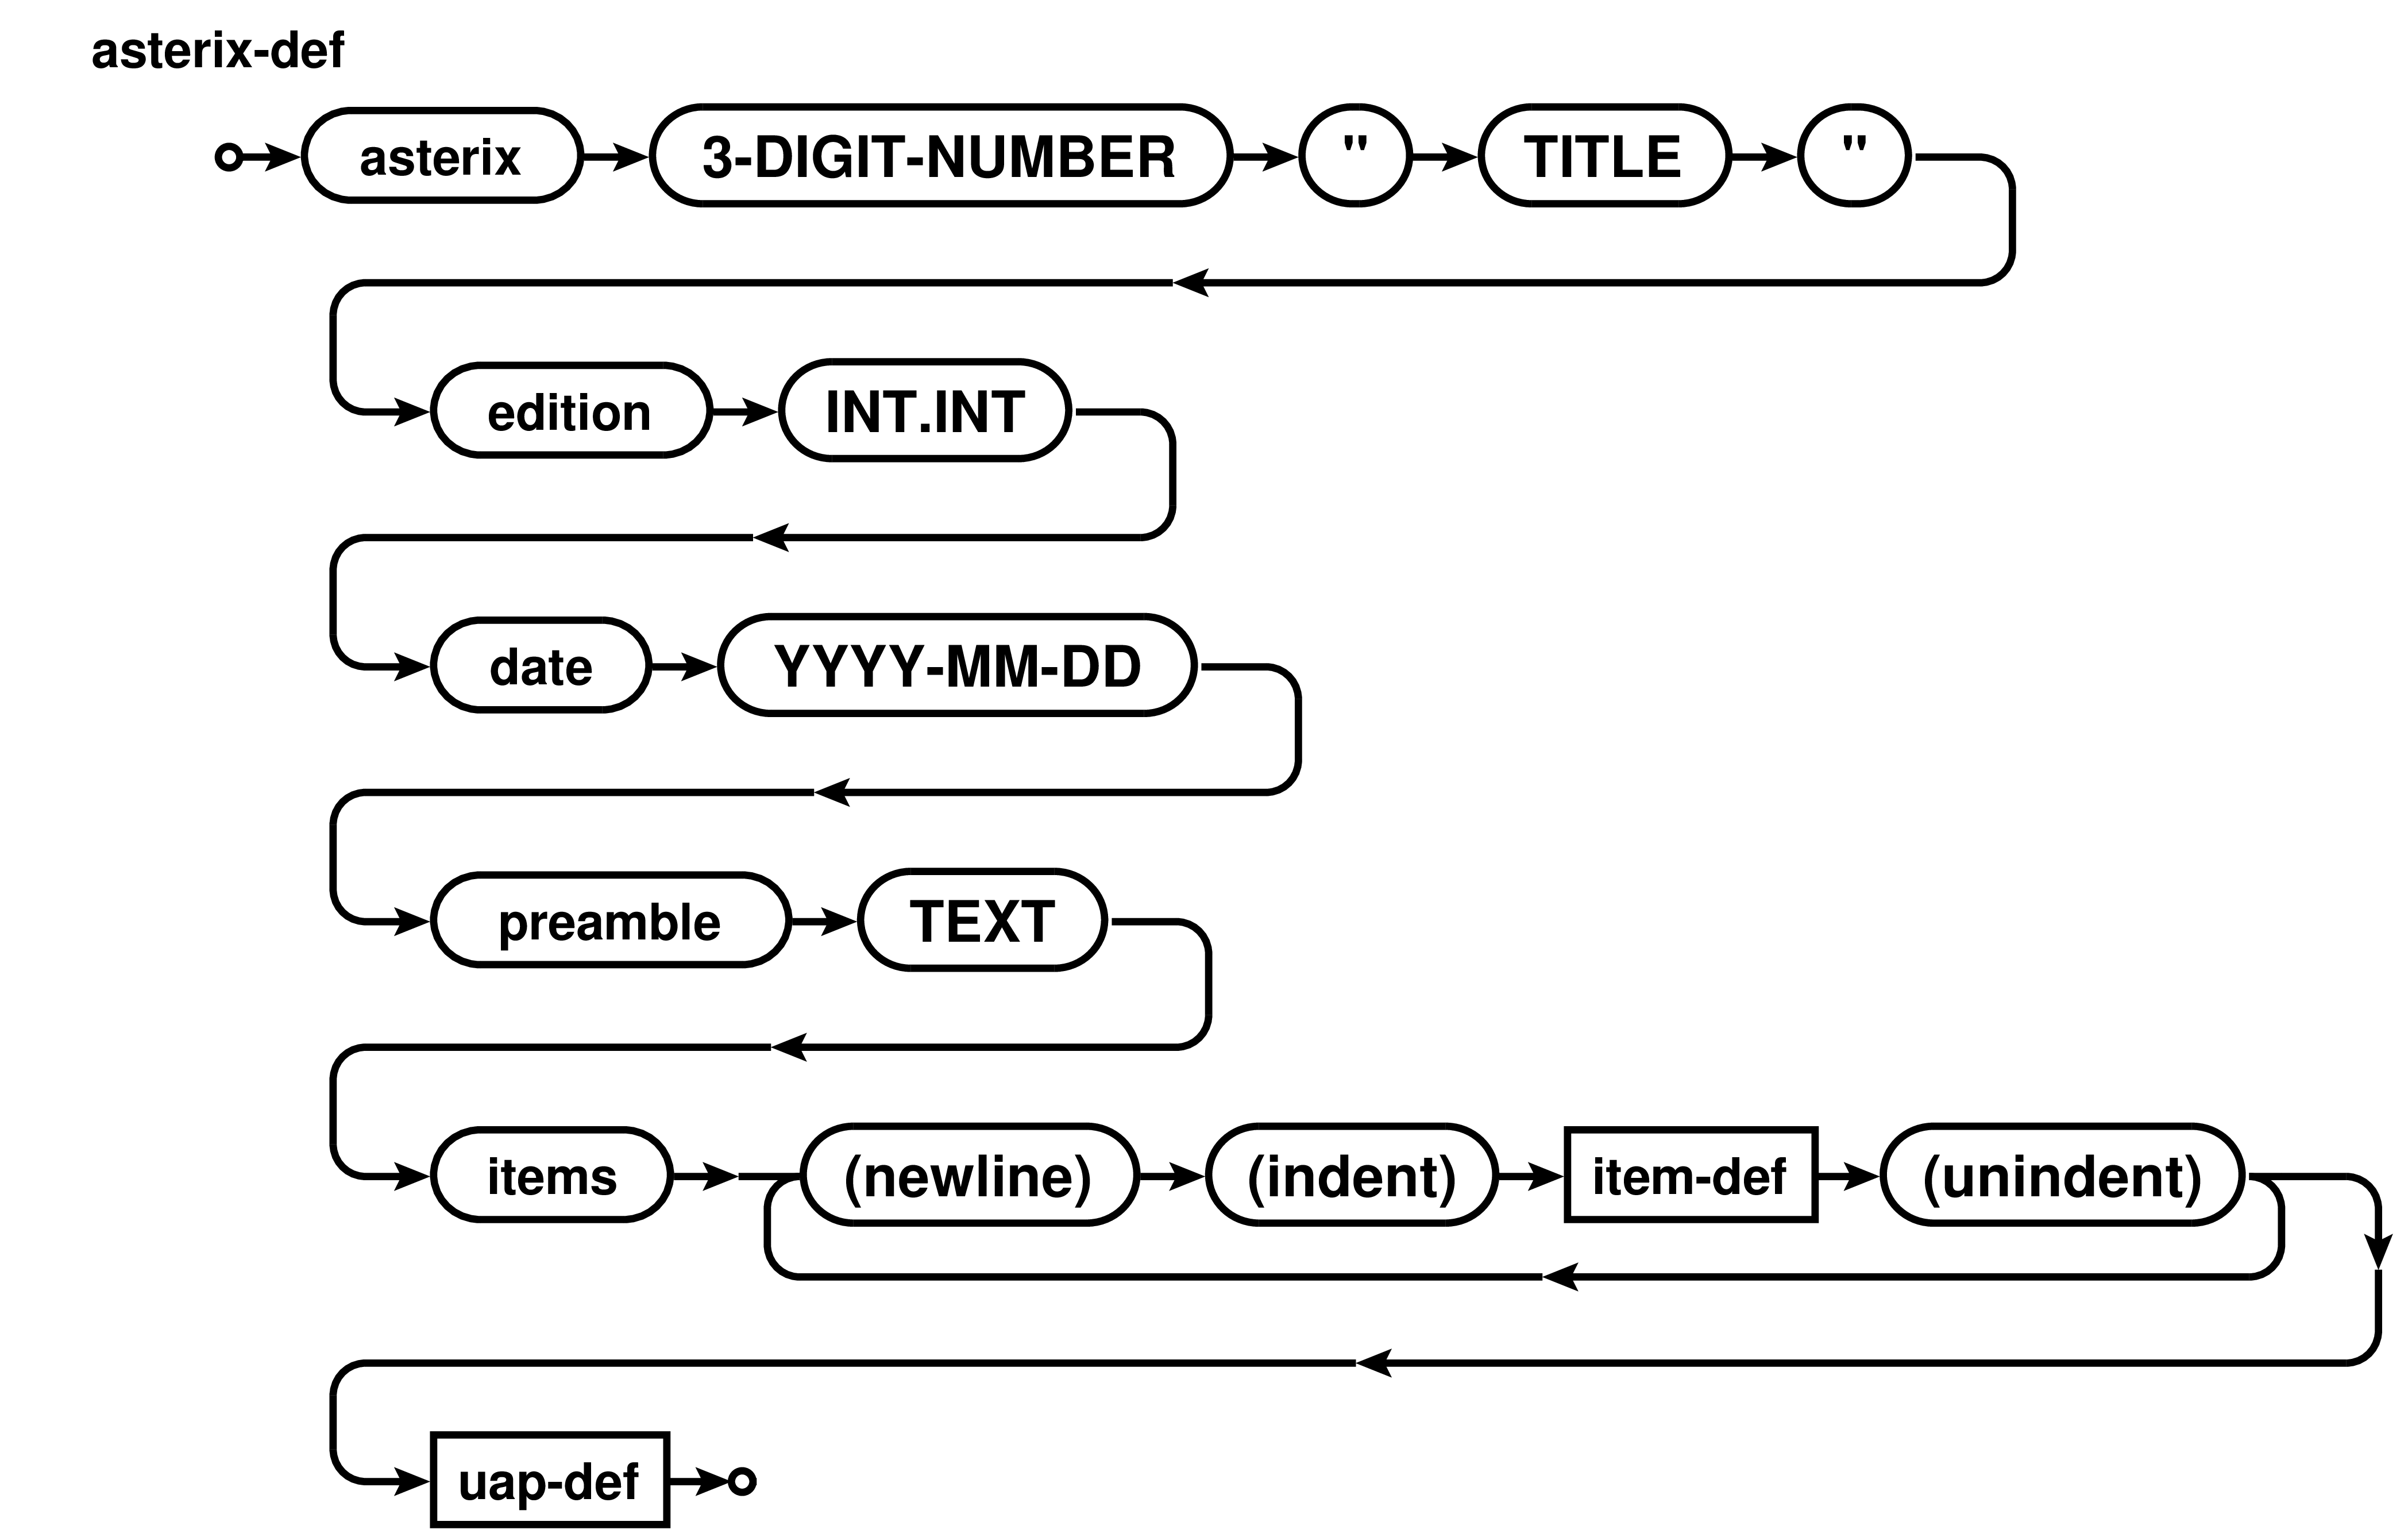 asterix-def
asterix 3-DIGIT-NUMBER " TITLE "
edition INT.INT
date YYYY-MM-DD
preamble TEXT
items (newline) (indent) item-def (unindent)
uap-def